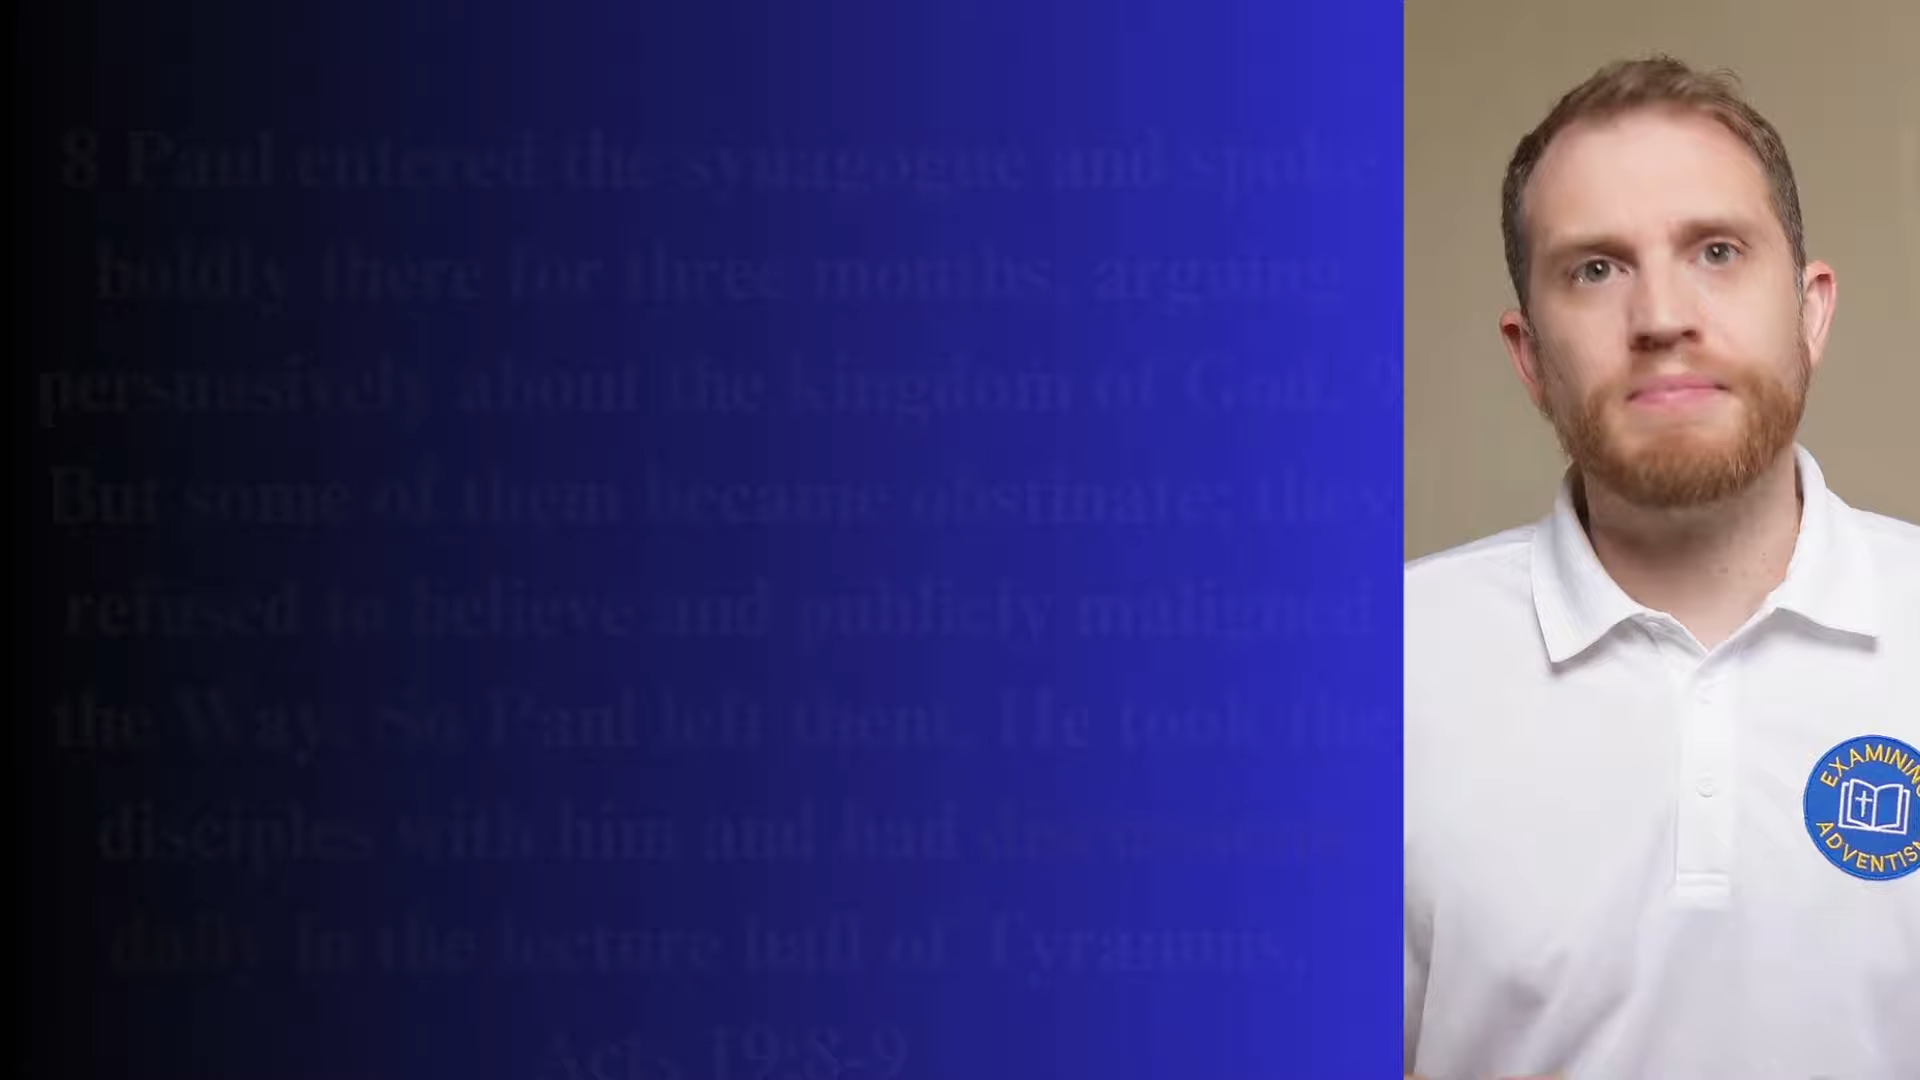 8 Paul entered the synagogue and spoke
boldly there for three months, arguing
persuasively about the kingdom of God. 9
But some of them became obstinate; they
refused to believe and publicly maligned
the Way. So Paul left them. He took the
disciples with him and had
daily in the lecture hall of Tyrannus.
Acts 19:8-9
EXAMINING
ADVENTISM